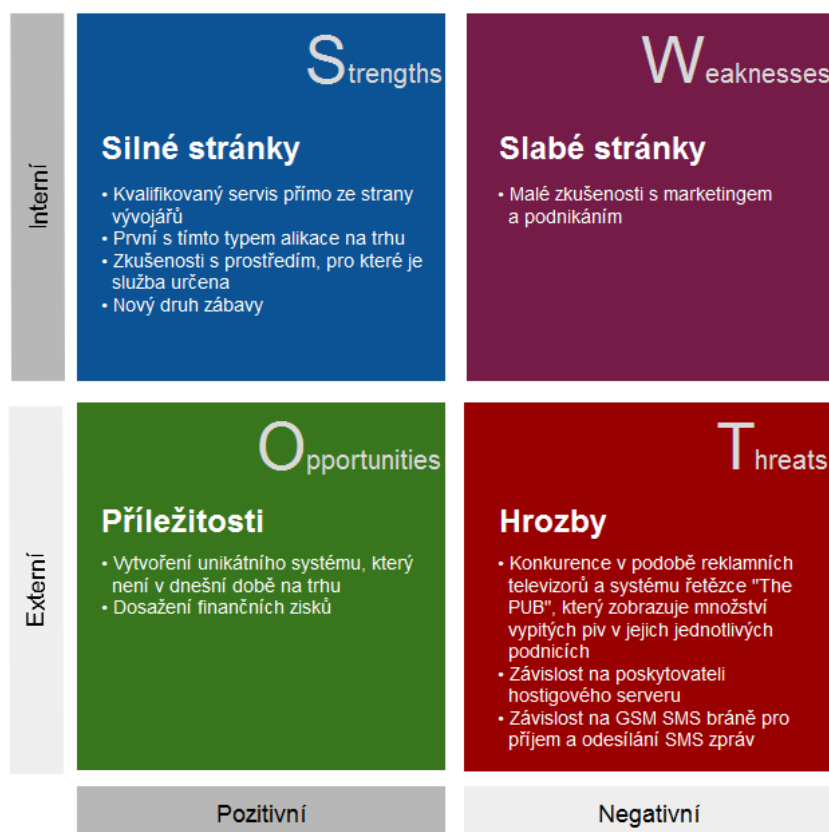 Strengths
Weaknesses
Interní
Silné stránky
• Kvalifikovaný servis přímo ze strany
vývojářů
• První s tímto typem alikace na trhu
• Zkušenosti s prostředím, pro které je
služba určena
• Nový druh zábavy
Slabé stránky
• Malé zkušenosti s marketingem
a podnikáním
Opportunities
Threats
Externí
Příležitosti
• Vytvoření unikátního systému, který
není v dnešní době na trhu
• Dosažení finančních zisků
Hrozby
• Konkurence v podobě reklamních
televizorů a systému řetězce "The
PUB", který zobrazuje množství
vypitých piv v jejich jednotlivých
podnicích
• Závislost na poskytovateli
hostigového serveru
• Závislost na GSM SMS bráně pro
příjem a odesílání SMS zpráv
Pozitivní
Negativní